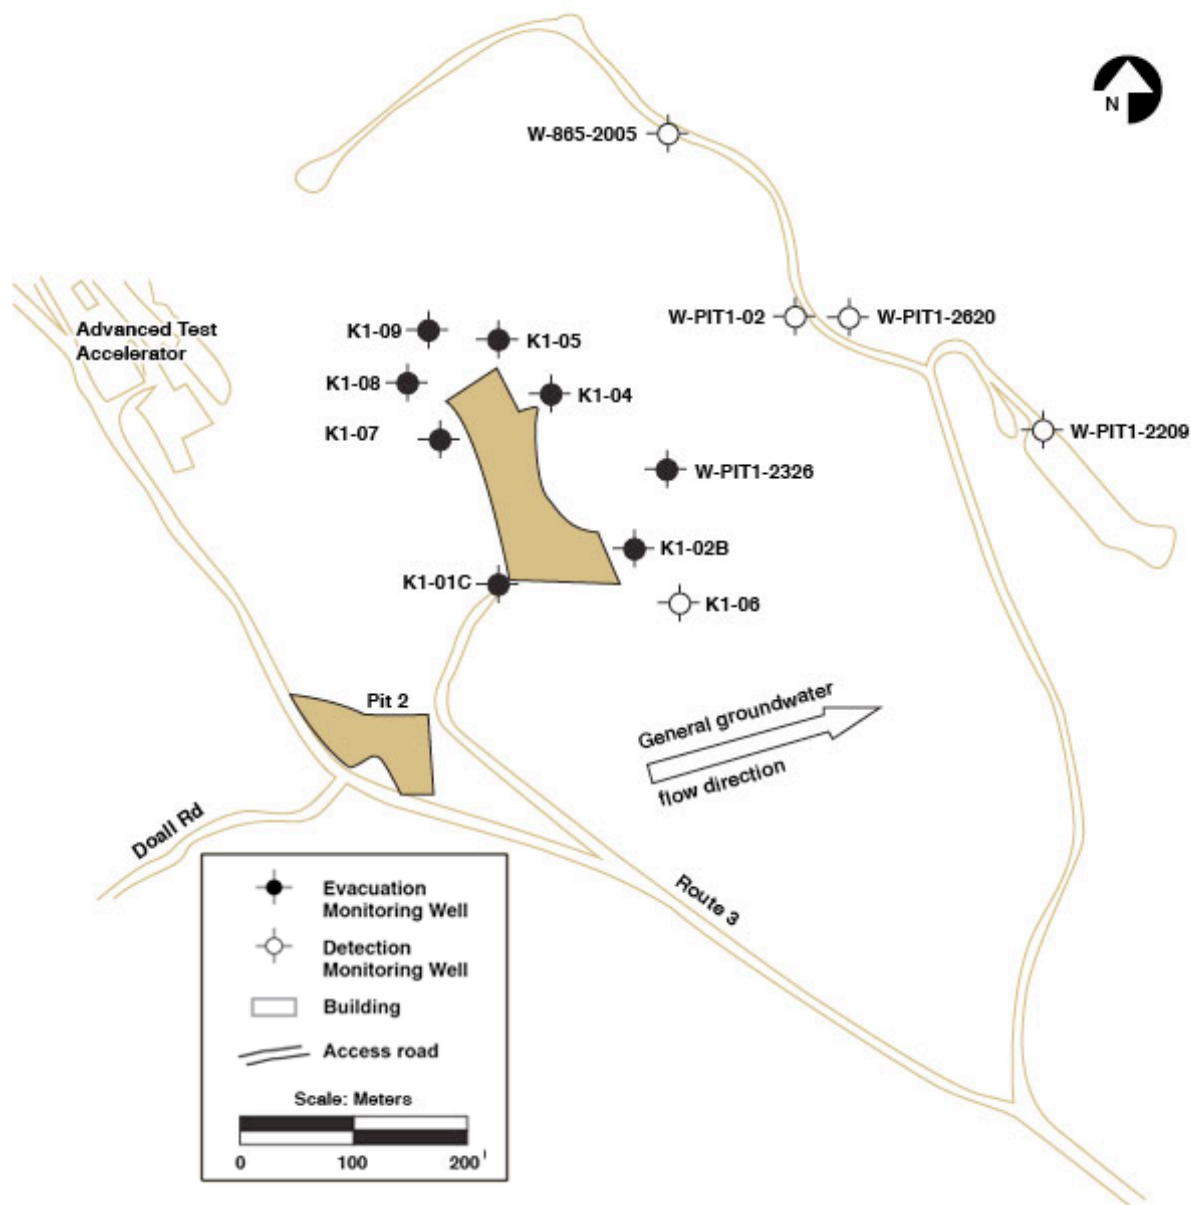 N
W-865-2005
W-PIT1-02
W-PIT1-2620
Advanced Test
Accelerator
K1-09
K1-05
K1-08
K1-04
K1-07
W-PIT1-2209
W-PIT1-2326
K1-02B
K1-01C
K1-06
Pit 2
General groundwater
flow direction
Doall Rd
Route 3
Evacuation
Monitoring Well
Detection
Monitoring Well
Building
Access road
Scale: Meters
0 100 200